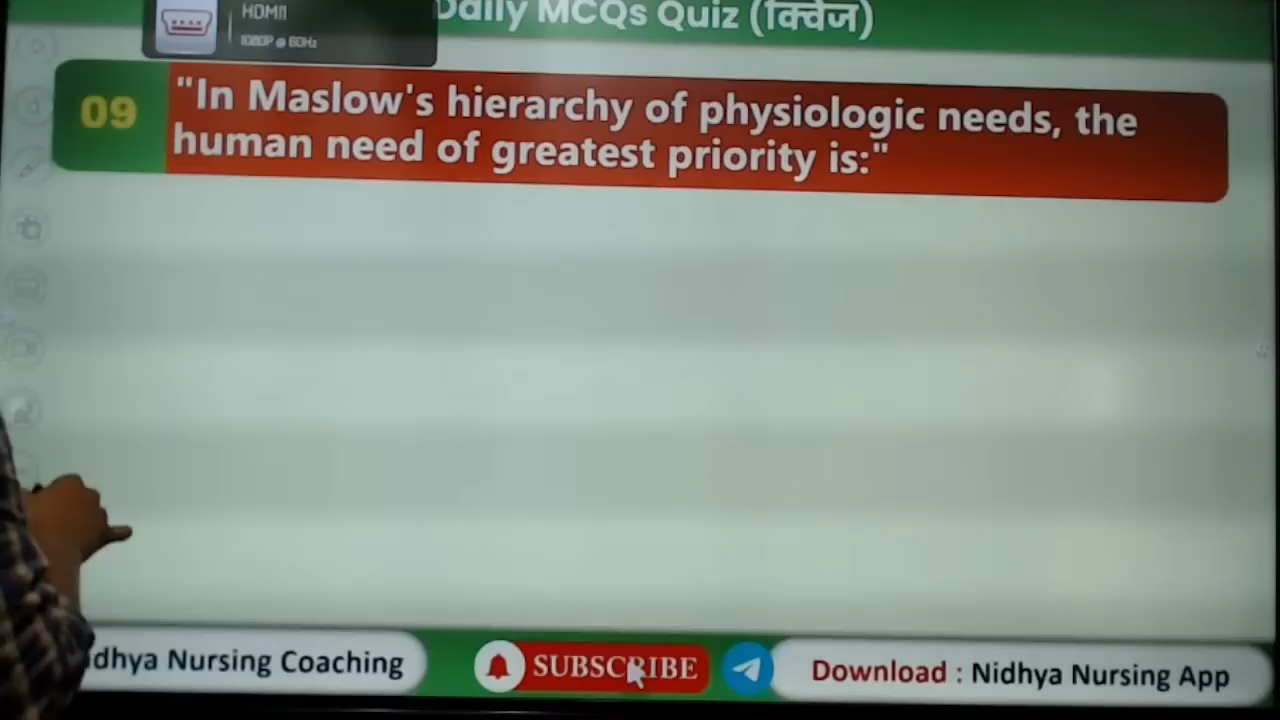 HDMI1
1080P @ 60Hz
Daily MCQs Quiz (क्विज)
09
"In Maslow's hierarchy of physiologic needs, the
human need of greatest priority is:"
idhya Nursing Coaching
SUBSCRIBE
Download : Nidhya Nursing App